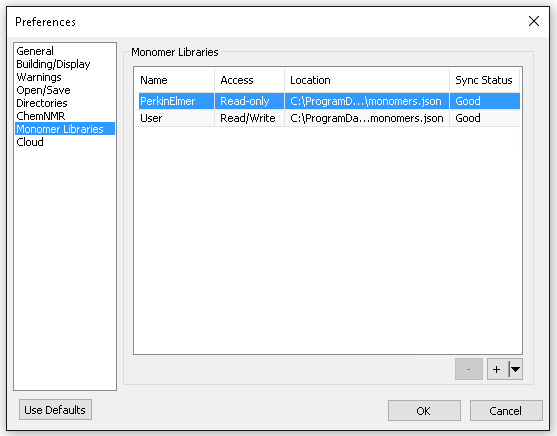 Preferences
General
Building/Display
Warnings
Open/Save
Directories
ChemNMR
Monomer Libraries
Cloud
Monomer Libraries
Name Access Location Sync Status
PerkinElmer Read-only C:\ProgramD...\monomers.json Good
User Read/Write C:\ProgramDa...monomers.json Good
- +
Use Defaults OK Cancel